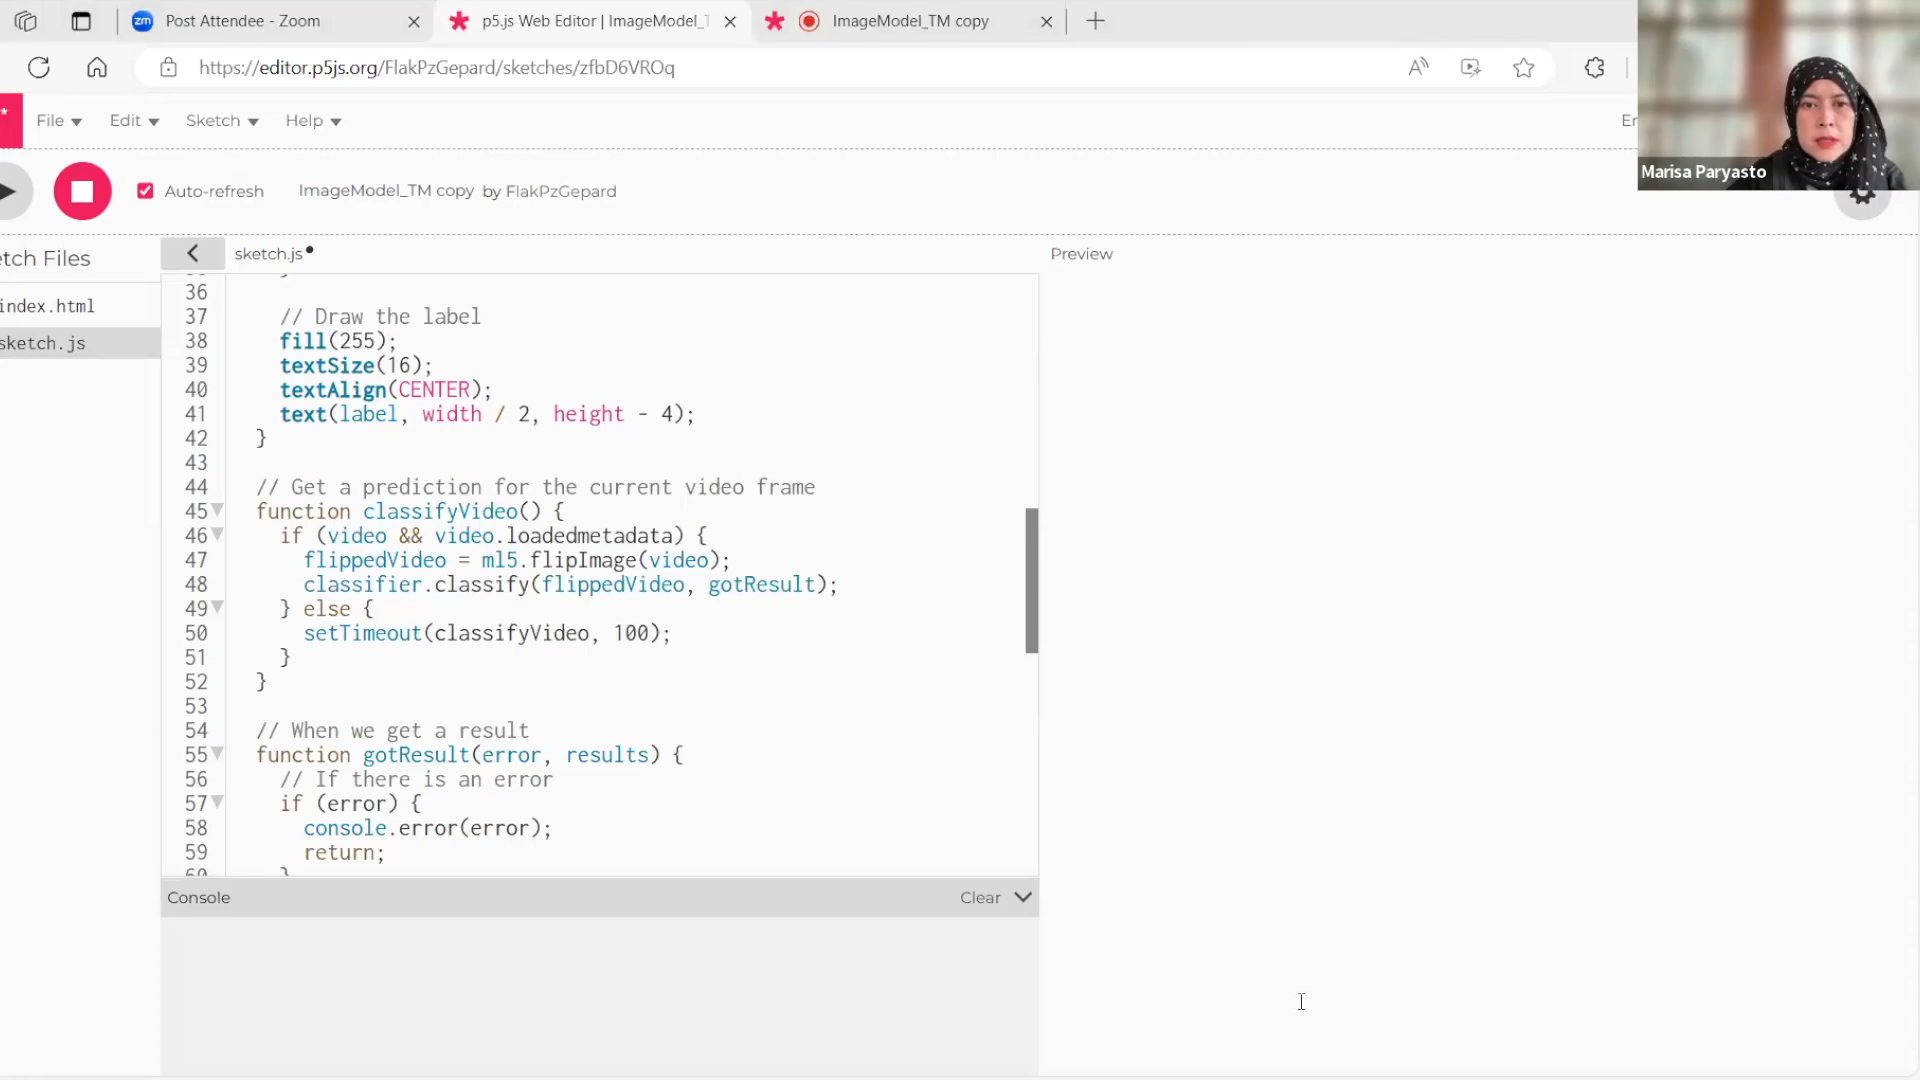 Post Attendee - Zoom
p5.js Web Editor | ImageModel_T
ImageModel_TM copy
https://editor.p5js.org/FlakPzGepard/sketches/zfbD6VROq
File
Edit
Sketch
Help
En
Marisa Paryasto
Auto-refresh
ImageModel_TM copy by FlakPzGepard
etch Files
sketch.js
Preview
index.html
sketch.js
36
37 // Draw the label
38 fill(255);
39 textSize(16);
40 textAlign(CENTER);
41 text(label, width / 2, height - 4);
42 }
43
44 // Get a prediction for the current video frame
45 function classifyVideo() {
46 if (video && video.loadedmetadata) {
47 flippedVideo = ml5.flipImage(video);
48 classifier.classify(flippedVideo, gotResult);
49 } else {
50 setTimeout(classifyVideo, 100);
51 }
52 }
53
54 // When we get a result
55 function gotResult(error, results) {
56 // If there is an error
57 if (error) {
58 console.error(error);
59 return;
60 }
Console
Clear